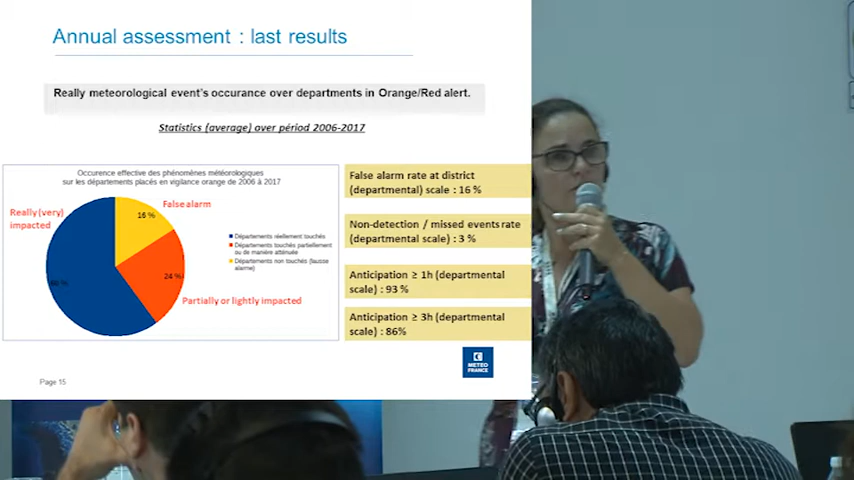 Annual assessment : last results
Really meteorological event's occurance over departments in Orange/Red alert.
Statistics (average) over périod 2006-2017
Occurence effective des phénomènes météorologiques
sur les départements placés en vigilance orange de 2006 à 2017
Really (very)
impacted
False alarm
16 %
24 %
Partially or lightly impacted
Départements réellement touchés
Départements touchés partiellement
ou de manière atténuée
Départements non touchés (fausse
alarme)
False alarm rate at district
(departmental) scale : 16 %
Non-detection / missed events rate
(departmental scale) : 3 %
Anticipation ≥ 1h (departmental
scale) : 93 %
Anticipation ≥ 3h (departmental
scale) : 86%
METEO
FRANCE
Page 15